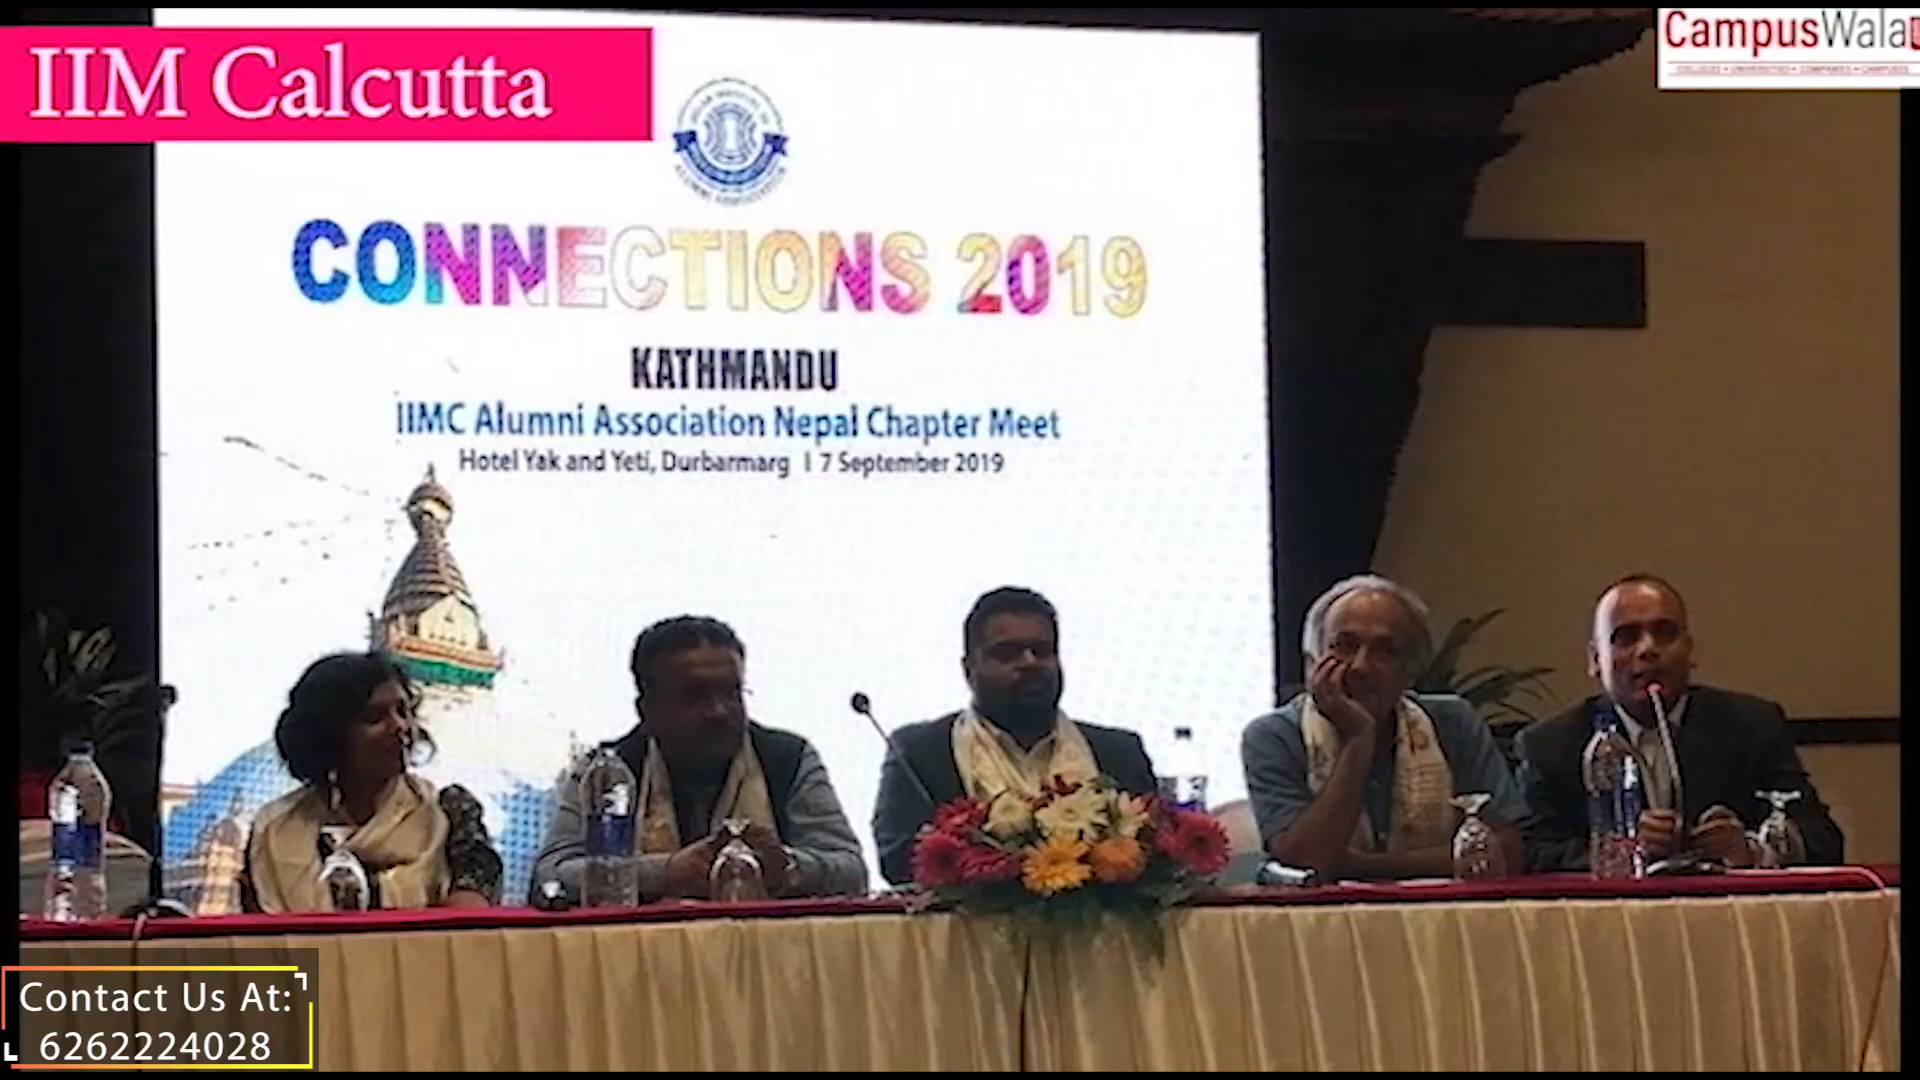 IIM Calcutta
CampusWala
CONNECTIONS 2019
KATHMANDU
IIMC Alumni Association Nepal Chapter Meet
Hotel Yak and Yeti, Durbarmarg | 7 September 2019
Contact Us At:
6262224028